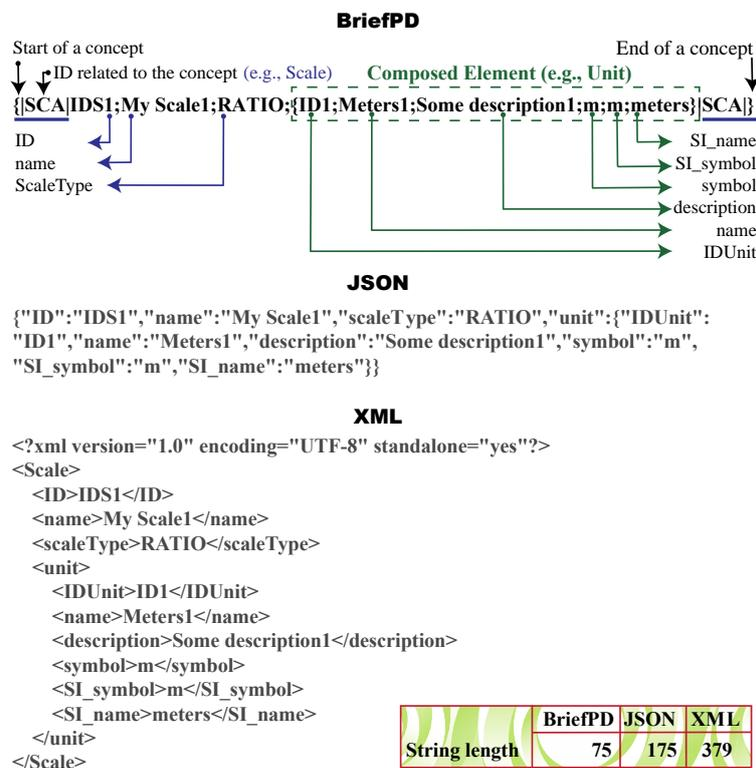 BriefPD
Start of a concept
End of a concept
ID related to the concept (e.g., Scale)
Composed Element (e.g., Unit)
{|SCA|IDS1;My Scale1;RATIO;{ID1;Meters1;Some description1;m;m;meters}|SCA|}
ID
name
ScaleType
SI_name
SI_symbol
symbol
description
name
IDUnit
JSON
{"ID":"IDS1","name":"My Scale1","scaleType":"RATIO","unit":{"IDUnit":
"ID1","name":"Meters1","description":"Some description1","symbol":"m",
"SI_symbol":"m","SI_name":"meters"}}
XML
<?xml version="1.0" encoding="UTF-8" standalone="yes"?>
<Scale>
<ID>IDS1</ID>
<name>My Scale1</name>
<scaleType>RATIO</scaleType>
<unit>
<IDUnit>ID1</IDUnit>
<name>Meters1</name>
<description>Some description1</description>
<symbol>m</symbol>
<SI_symbol>m</SI_symbol>
<SI_name>meters</SI_name>
</unit>
</Scale>
BriefPD JSON XML
String length 75 175 379